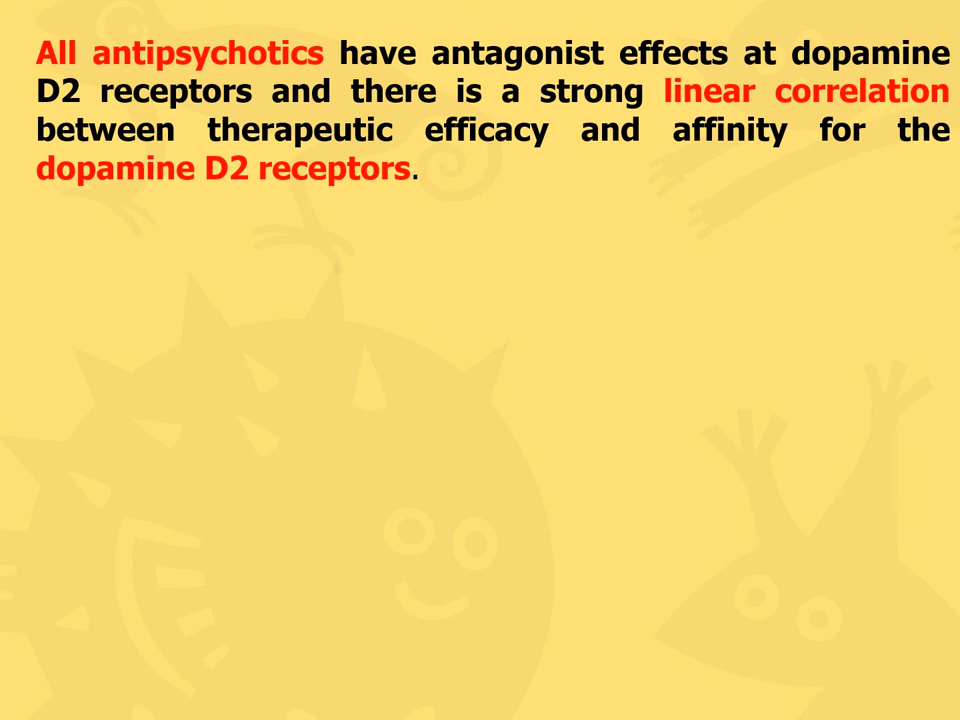 All antipsychotics have antagonist effects at dopamine
D2 receptors and there is a strong linear correlation
between therapeutic efficacy and affinity for the
dopamine D2 receptors.